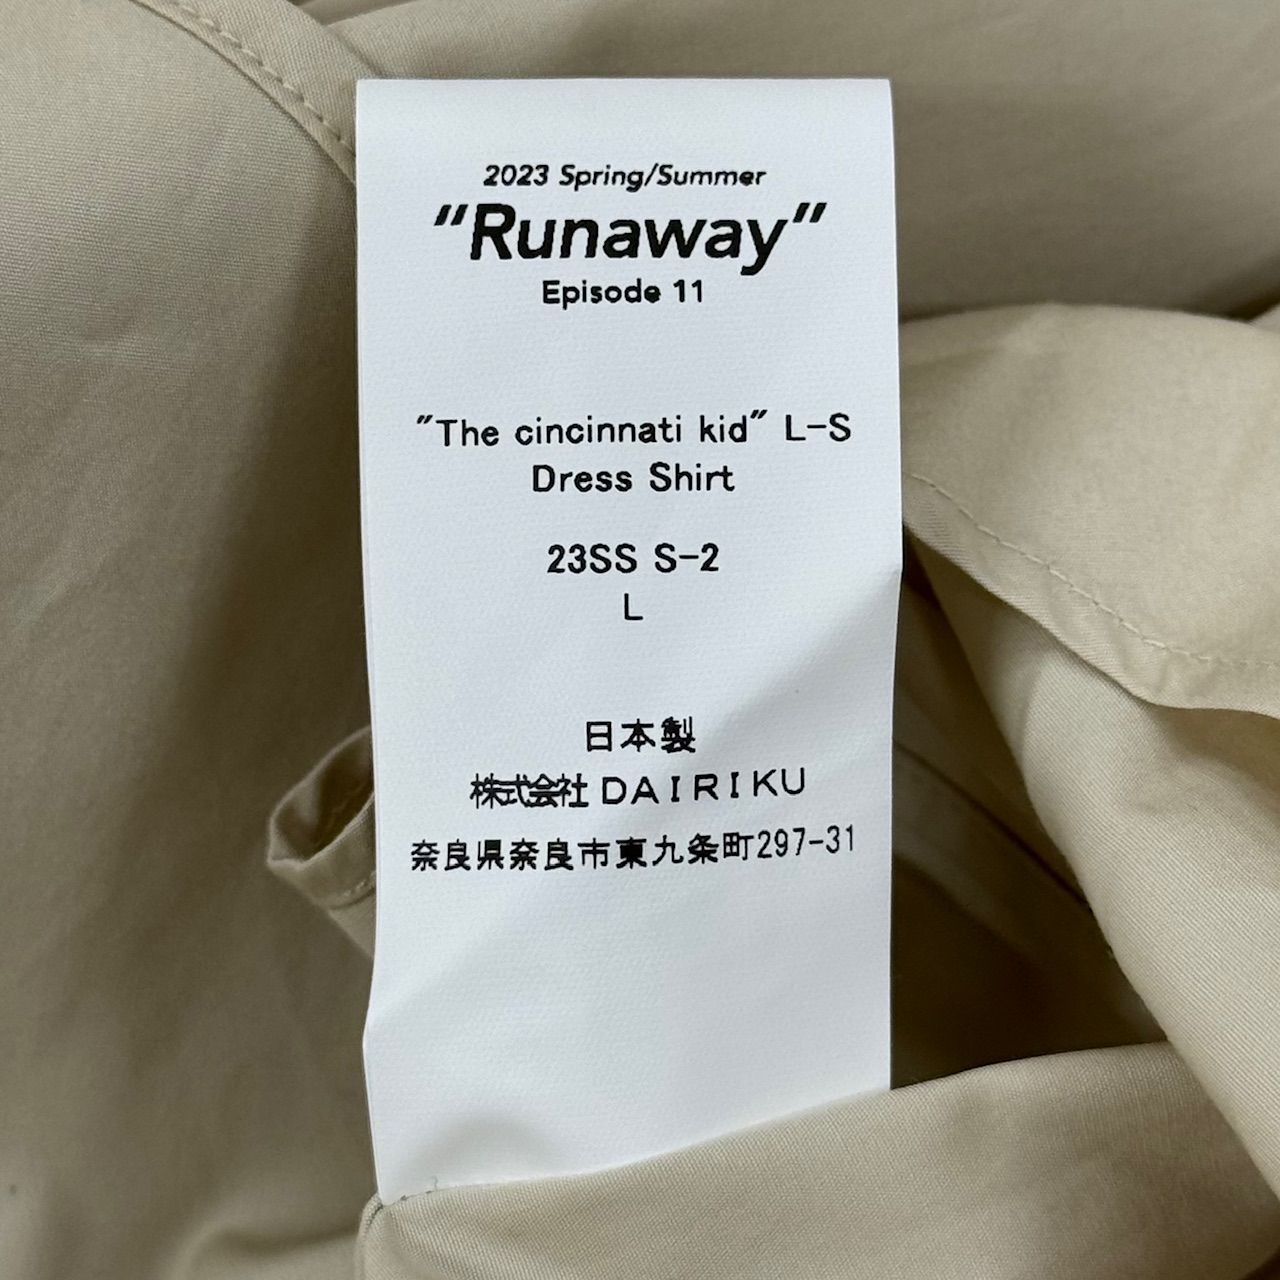 2023 Spring/Summer
"Runaway"
Episode 11
"The cincinnati kid" L-S
Dress Shirt
23SS S-2
L
日本製
株式会社 DAIRIKU
奈良県奈良市東九条町297-31